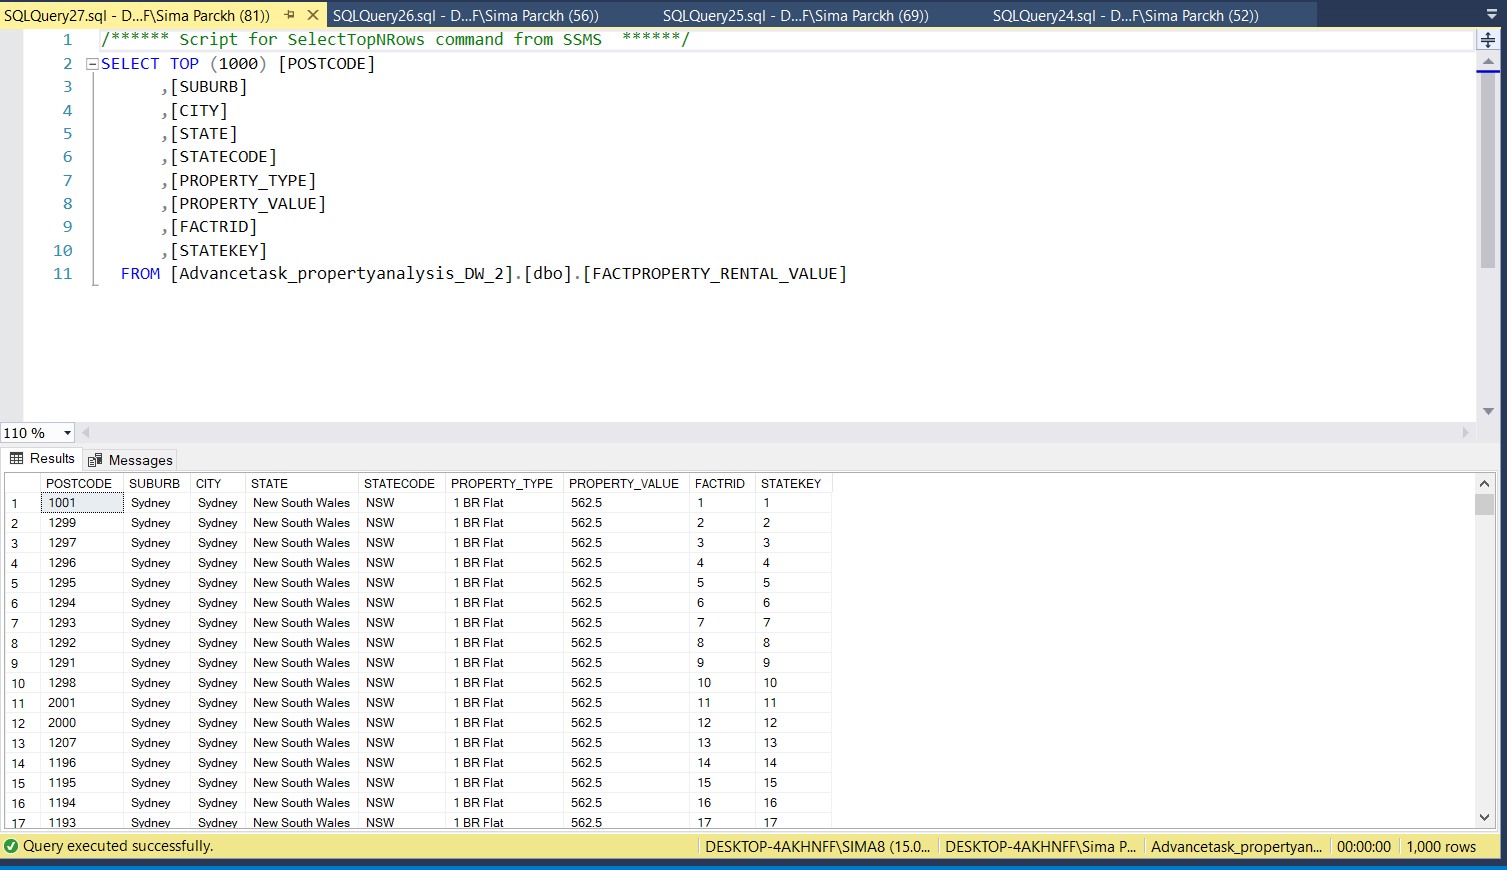 SQLQuery27.sql - D...F\Sima Parckh (81)) SQLQuery26.sql - D...F\Sima Parckh (56)) SQLQuery25.sql - D...F\Sima Parckh (69)) SQLQuery24.sql - D...F\Sima Parckh (52))
1 /****** Script for SelectTopNRows command from SSMS ******/
2 SELECT TOP (1000) [POSTCODE]
3 ,[SUBURB]
4 ,[CITY]
5 ,[STATE]
6 ,[STATECODE]
7 ,[PROPERTY_TYPE]
8 ,[PROPERTY_VALUE]
9 ,[FACTRID]
10 ,[STATEKEY]
11 FROM [Advancetask_propertyanalysis_DW_2].[dbo].[FACTPROPERTY_RENTAL_VALUE]
110 %
Results Messages
POSTCODE SUBURB CITY STATE STATECODE PROPERTY_TYPE PROPERTY_VALUE FACTRID STATEKEY
1 1001 Sydney Sydney New South Wales NSW 1 BR Flat 562.5 1 1
2 1299 Sydney Sydney New South Wales NSW 1 BR Flat 562.5 2 2
3 1297 Sydney Sydney New South Wales NSW 1 BR Flat 562.5 3 3
4 1296 Sydney Sydney New South Wales NSW 1 BR Flat 562.5 4 4
5 1295 Sydney Sydney New South Wales NSW 1 BR Flat 562.5 5 5
6 1294 Sydney Sydney New South Wales NSW 1 BR Flat 562.5 6 6
7 1293 Sydney Sydney New South Wales NSW 1 BR Flat 562.5 7 7
8 1292 Sydney Sydney New South Wales NSW 1 BR Flat 562.5 8 8
9 1291 Sydney Sydney New South Wales NSW 1 BR Flat 562.5 9 9
10 1298 Sydney Sydney New South Wales NSW 1 BR Flat 562.5 10 10
11 2001 Sydney Sydney New South Wales NSW 1 BR Flat 562.5 11 11
12 2000 Sydney Sydney New South Wales NSW 1 BR Flat 562.5 12 12
13 1207 Sydney Sydney New South Wales NSW 1 BR Flat 562.5 13 13
14 1196 Sydney Sydney New South Wales NSW 1 BR Flat 562.5 14 14
15 1195 Sydney Sydney New South Wales NSW 1 BR Flat 562.5 15 15
16 1194 Sydney Sydney New South Wales NSW 1 BR Flat 562.5 16 16
17 1193 Sydney Sydney New South Wales NSW 1 BR Flat 562.5 17 17
Query executed successfully. DESKTOP-4AKHNFF\SIMA8 (15.0... DESKTOP-4AKHNFF\Sima P... Advancetask_propertyan... 00:00:00 1,000 rows